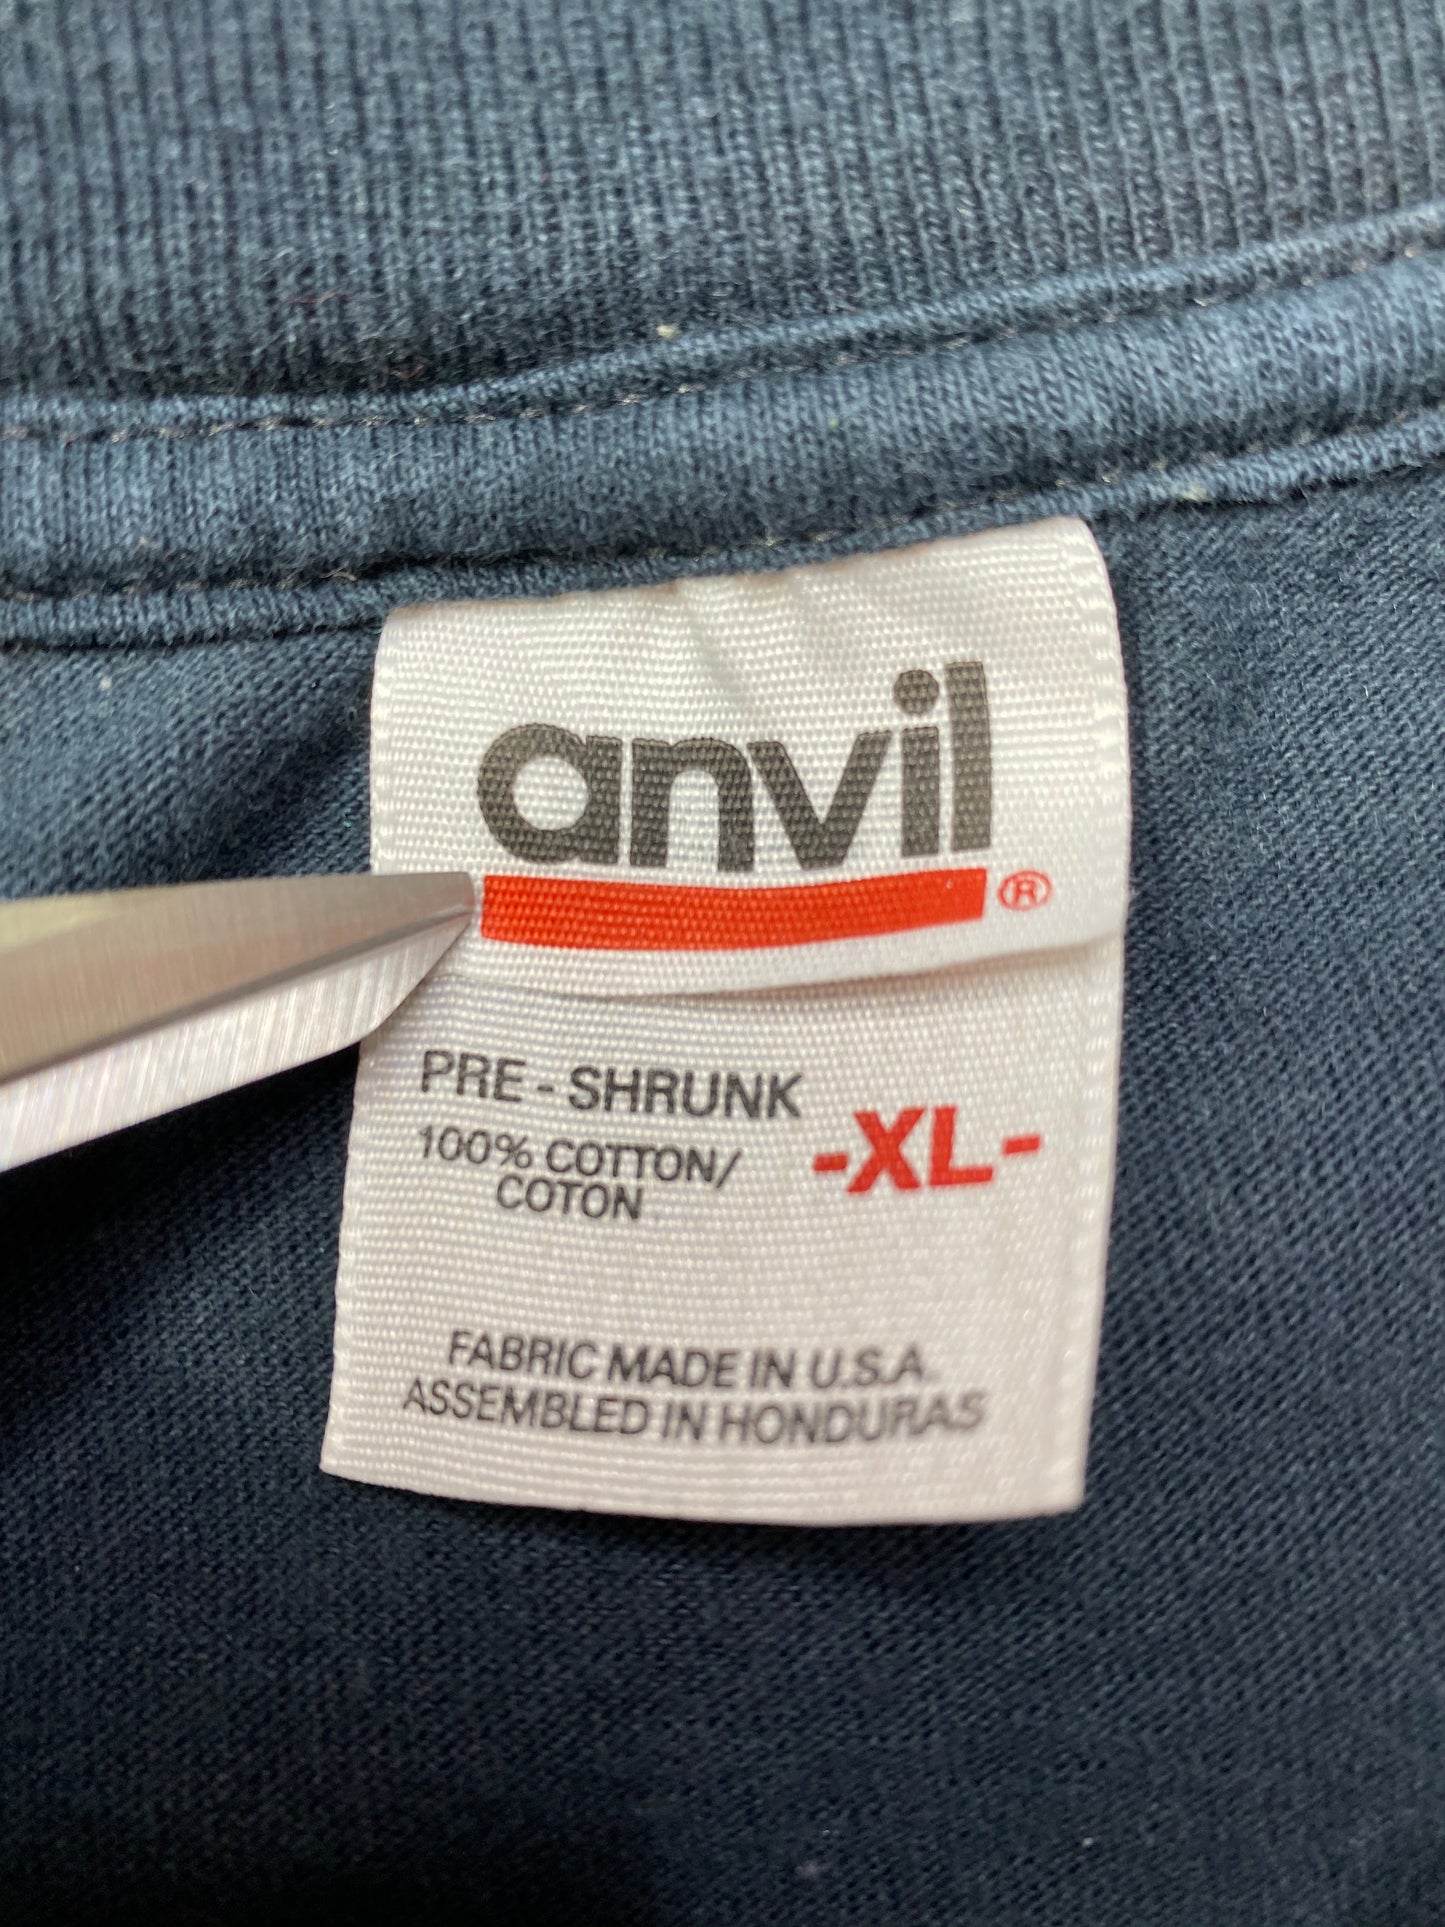 anvil®
PRE-SHRUNK
100% COTTON/
COTON
-XL-
FABRIC MADE IN U.S.A.
ASSEMBLED IN HONDURAS